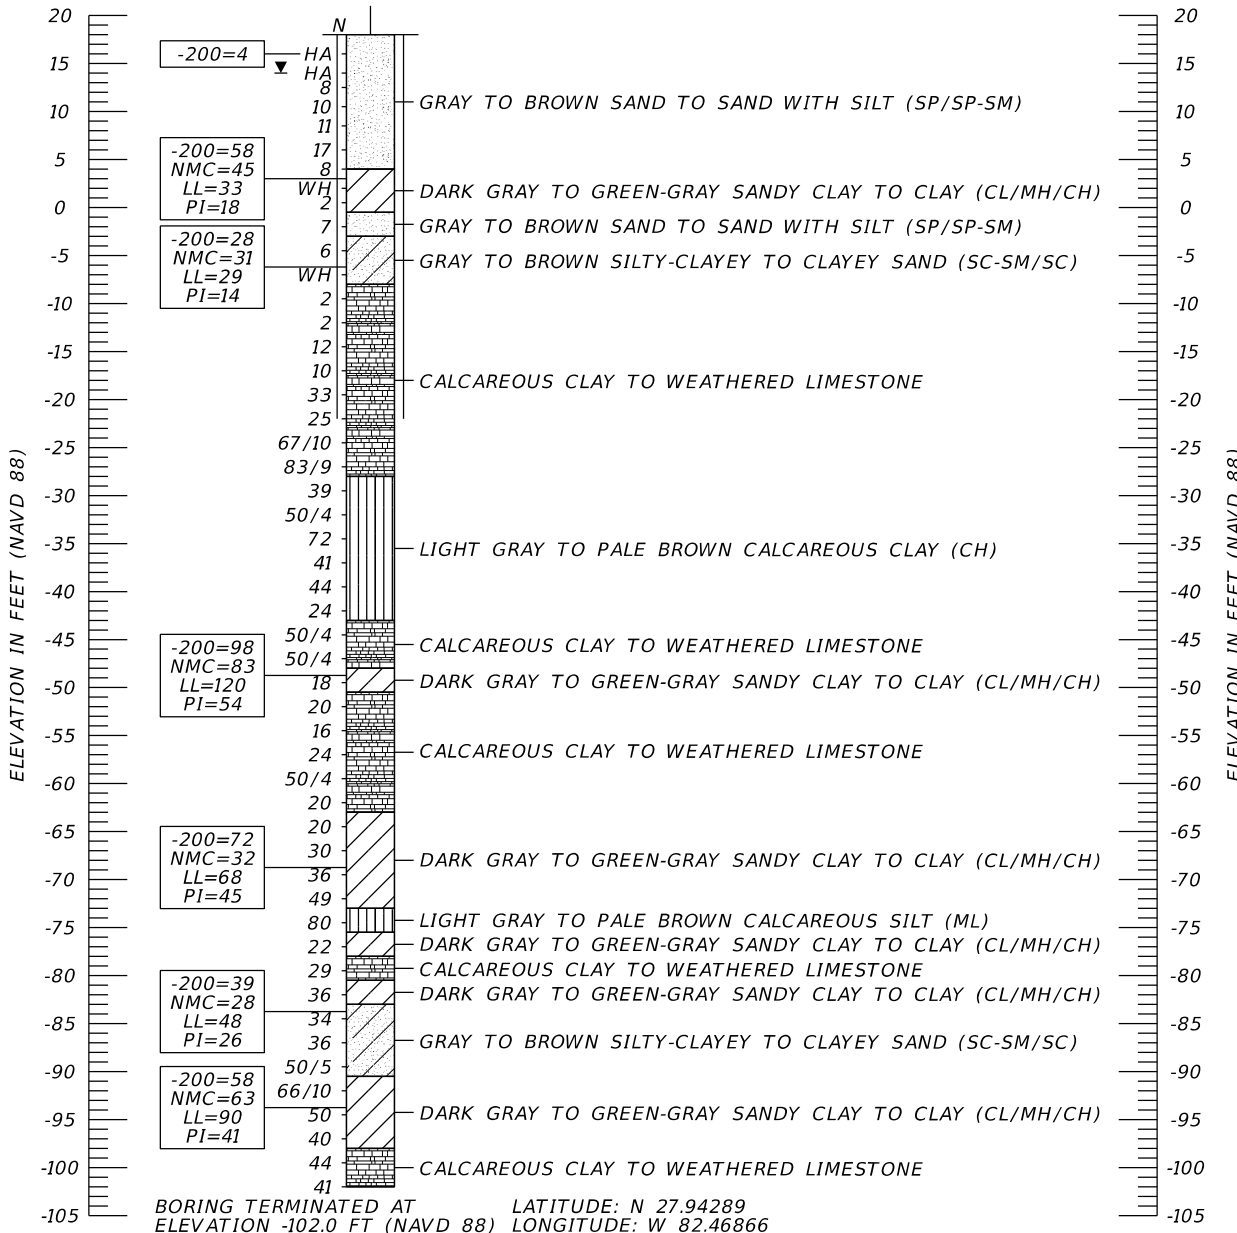 20
15
10
5
0
-5
-10
-15
-20
-25
-30
-35
-40
-45
-50
-55
-60
-65
-70
-75
-80
-85
-90
-95
-100
-105
ELEVATION IN FEET (NAVD 88)
-200=4
-200=58
NMC=45
LL=33
PI=18
-200=28
NMC=31
LL=29
PI=14
-200=98
NMC=83
LL=120
PI=54
-200=72
NMC=32
LL=68
PI=45
-200=39
NMC=28
LL=48
PI=26
-200=58
NMC=63
LL=90
PI=41
N
HA
HA
8
10
11
17
8
WH
2
7
6
WH
2
2
12
10
33
25
67/10
83/9
39
50/4
72
41
44
24
50/4
50/4
18
20
16
24
50/4
20
20
30
36
49
80
22
29
36
34
36
50/5
66/10
50
40
44
41
GRAY TO BROWN SAND TO SAND WITH SILT (SP/SP-SM)
DARK GRAY TO GREEN-GRAY SANDY CLAY TO CLAY (CL/MH/CH)
GRAY TO BROWN SAND TO SAND WITH SILT (SP/SP-SM)
GRAY TO BROWN SILTY-CLAYEY TO CLAYEY SAND (SC-SM/SC)
CALCAREOUS CLAY TO WEATHERED LIMESTONE
LIGHT GRAY TO PALE BROWN CALCAREOUS CLAY (CH)
CALCAREOUS CLAY TO WEATHERED LIMESTONE
DARK GRAY TO GREEN-GRAY SANDY CLAY TO CLAY (CL/MH/CH)
CALCAREOUS CLAY TO WEATHERED LIMESTONE
DARK GRAY TO GREEN-GRAY SANDY CLAY TO CLAY (CL/MH/CH)
LIGHT GRAY TO PALE BROWN CALCAREOUS SILT (ML)
DARK GRAY TO GREEN-GRAY SANDY CLAY TO CLAY (CL/MH/CH)
CALCAREOUS CLAY TO WEATHERED LIMESTONE
DARK GRAY TO GREEN-GRAY SANDY CLAY TO CLAY (CL/MH/CH)
GRAY TO BROWN SILTY-CLAYEY TO CLAYEY SAND (SC-SM/SC)
DARK GRAY TO GREEN-GRAY SANDY CLAY TO CLAY (CL/MH/CH)
CALCAREOUS CLAY TO WEATHERED LIMESTONE
BORING TERMINATED AT
ELEVATION -102.0 FT (NAVD 88)
LATITUDE: N 27.94289
LONGITUDE: W 82.46866
20
15
10
5
0
-5
-10
-15
-20
-25
-30
-35
-40
-45
-50
-55
-60
-65
-70
-75
-80
-85
-90
-95
-100
-105
ELEVATION IN FEET (NAVD 88)